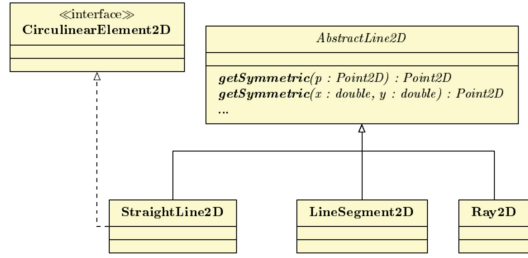 ≪interface≫
CirculinearElement2D
AbstractLine2D
getSymmetric(p : Point2D) : Point2D
getSymmetric(x : double, y : double) : Point2D
...
StraightLine2D
LineSegment2D
Ray2D